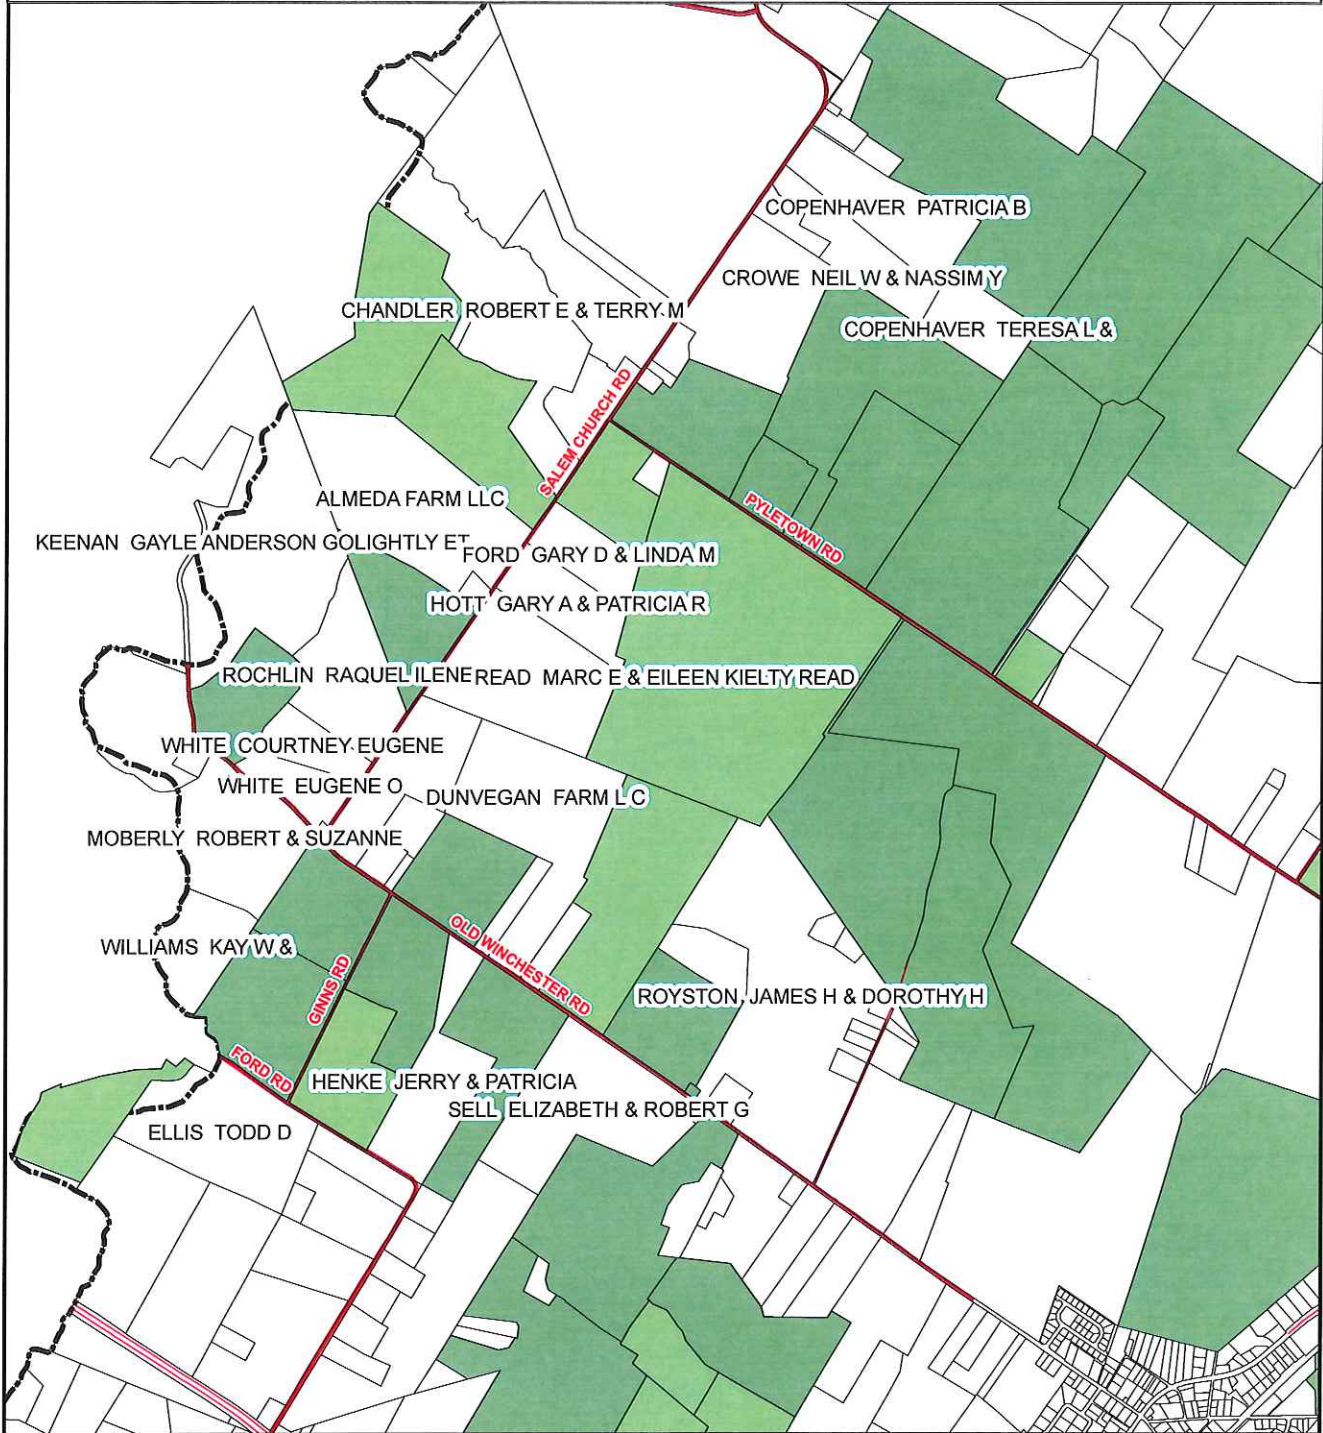 COPENHAVER PATRICIA B
CROWE NEIL W & NASSIM Y
CHANDLER ROBERT E & TERRY M
COPENHAVER TERESA L &
SALEM CHURCH RD
ALMEDA FARM LLC
PYLETOWN RD
KEENAN GAYLE ANDERSON GOLIGHTLY ET
FORD GARY D & LINDA M
HOTT GARY A & PATRICIA R
ROCHLIN RAQUEL ILENE
READ MARC E & EILEEN KIELTY READ
WHITE COURTNEY EUGENE
WHITE EUGENE O
DUNVEGAN FARM L C
MOBERLY ROBERT & SUZANNE
WILLIAMS KAY W &
OLD WINCHESTER RD
GINNS RD
ROYSTON JAMES H & DOROTHY H
FORD RD
HENKE JERRY & PATRICIA
SELL ELIZABETH & ROBERT G
ELLIS TODD D